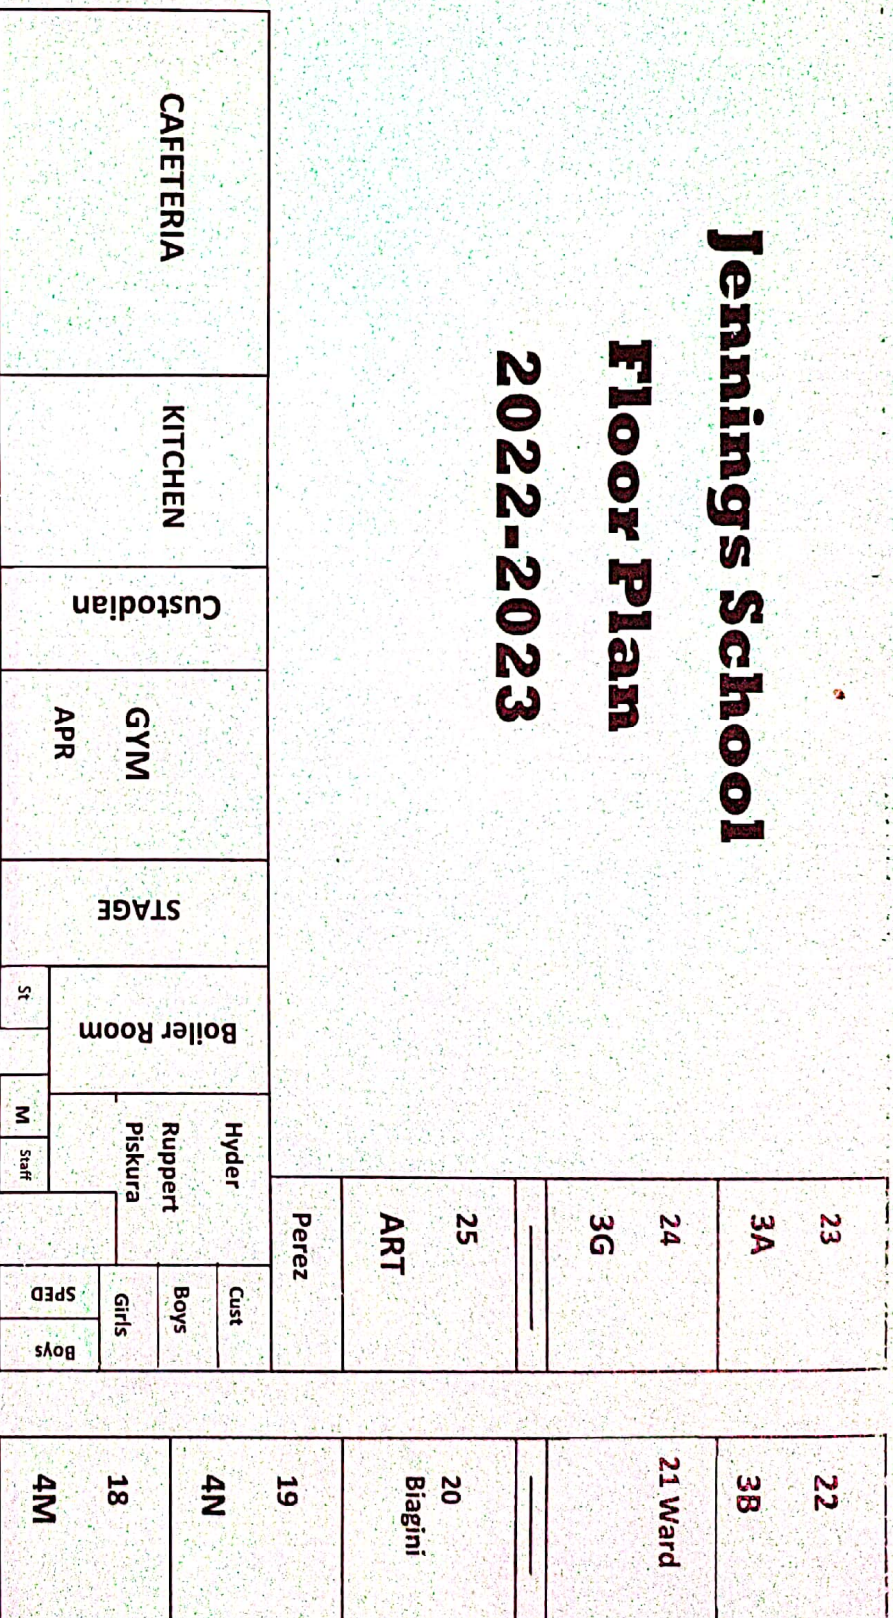 Jennings School
Floor Plan
2022-2023
CAFETERIA
KITCHEN
Custodian
GYM
APR
STAGE
St
Boiler Room
M
Staff
Hyder
Ruppert
Piskura
Cust
Boys
Girls
SPED
Boys
Perez
25
ART
24
3G
23
3A
22
3B
21 Ward
20
Biagini
19
4N
18
4M